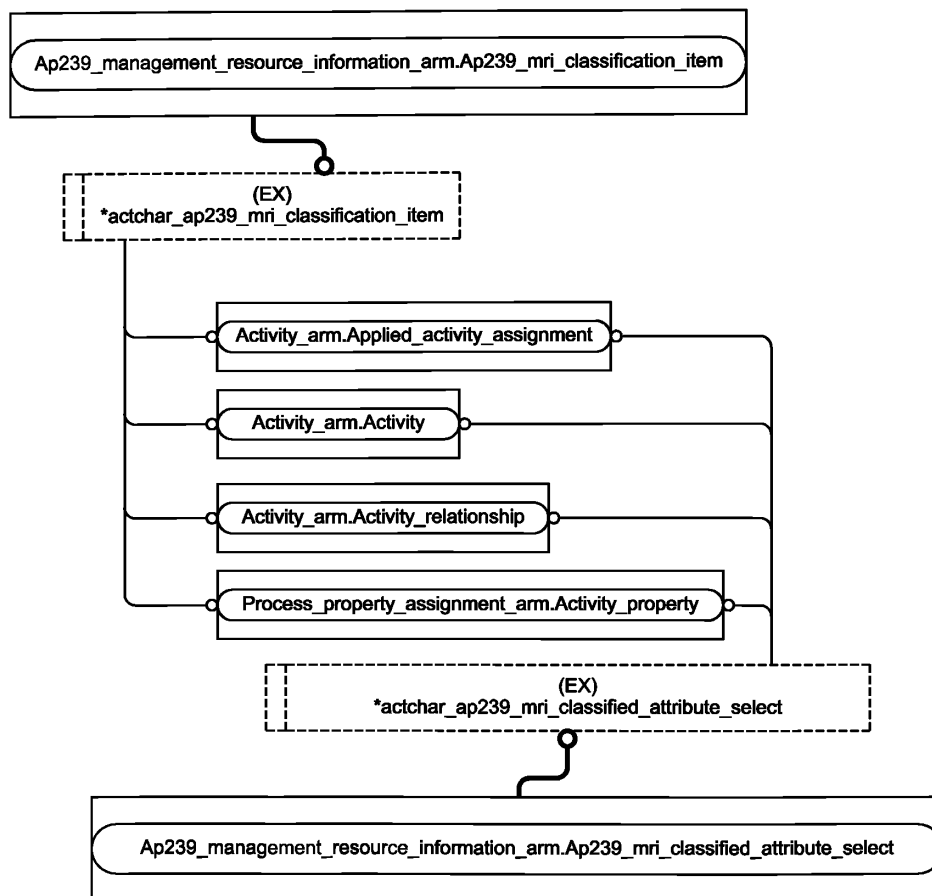 Ap239_management_resource_information_arm.Ap239_mri_classification_item
(EX)
*actchar_ap239_mri_classification_item
Activity_arm.Applied_activity_assignment
Activity_arm.Activity
Activity_arm.Activity_relationship
Process_property_assignment_arm.Activity_property
(EX)
*actchar_ap239_mri_classified_attribute_select
Ap239_management_resource_information_arm.Ap239_mri_classified_attribute_select